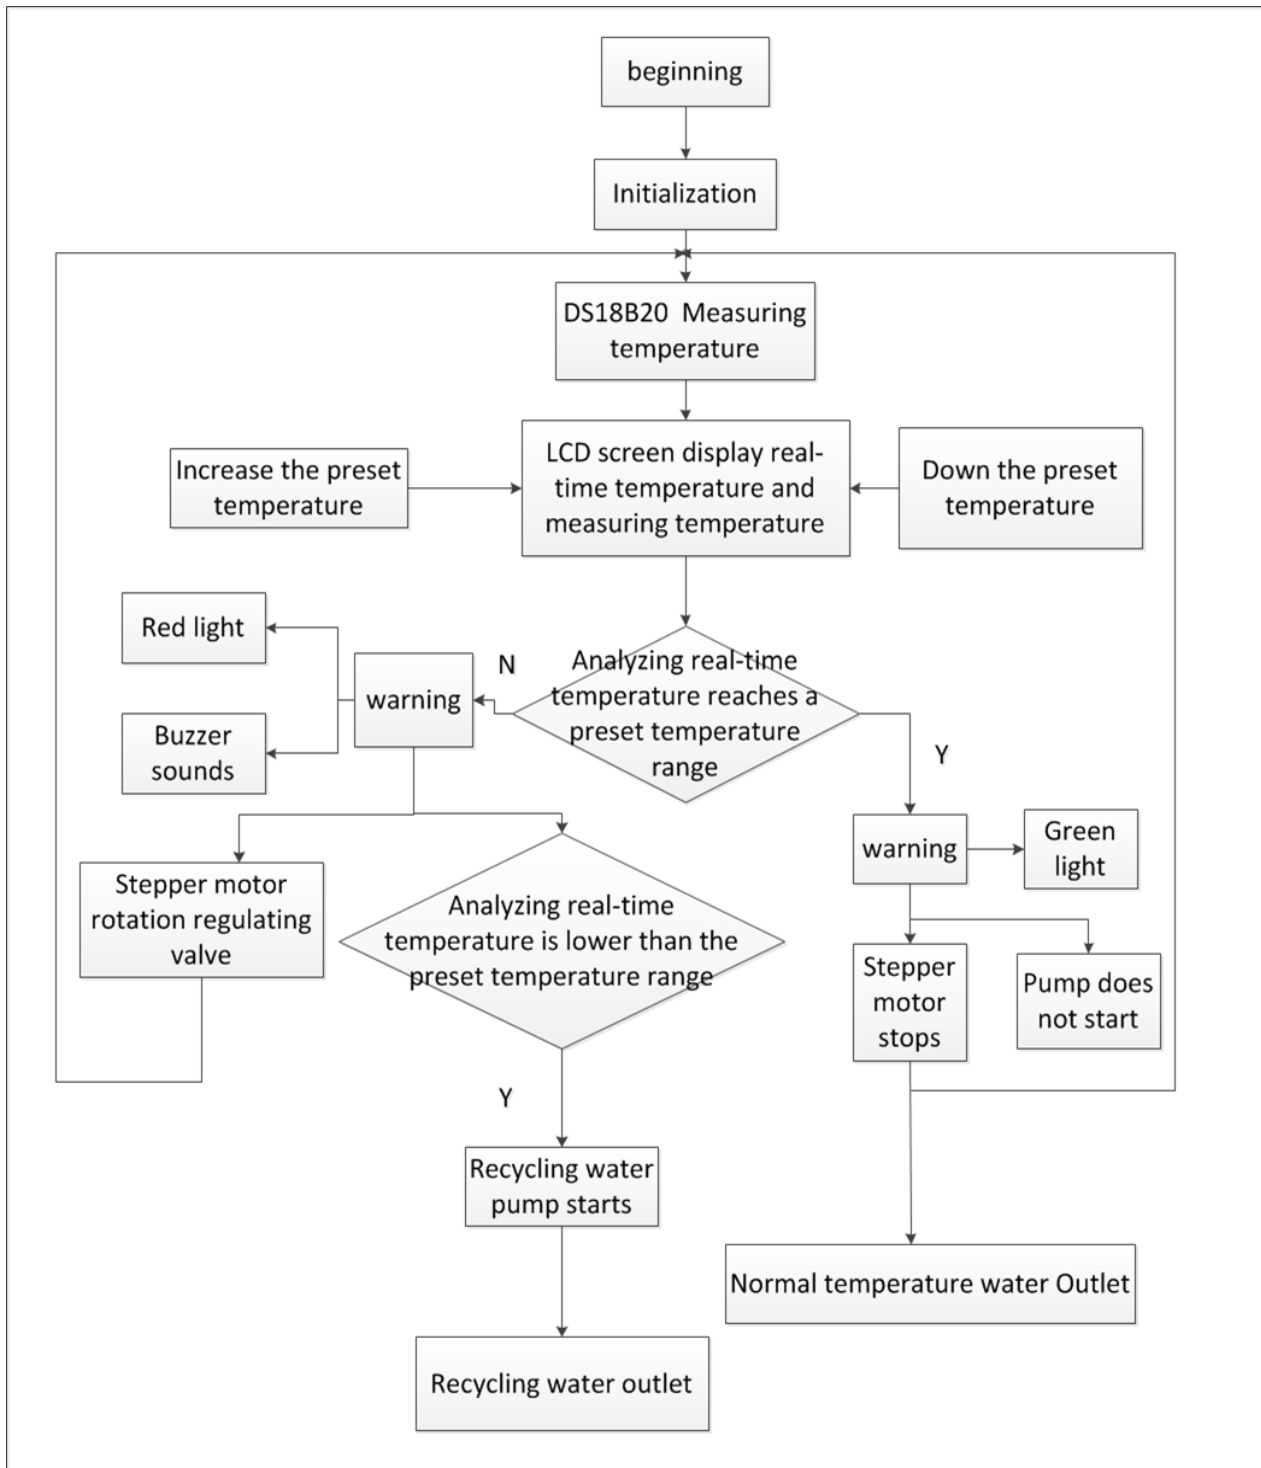 beginning
Initialization
DS18B20  Measuring
temperature
LCD screen display real-
time temperature and
measuring temperature
Increase the preset
temperature
Down the preset
temperature
Analyzing real-time
temperature reaches a
preset temperature
range
N
warning
Red light
Buzzer
sounds
Y
warning
Green
light
Stepper motor
rotation regulating
valve
Analyzing real-time
temperature is lower than the
preset temperature range
Stepper
motor
stops
Pump does
not start
Y
Recycling water
pump starts
Normal temperature water Outlet
Recycling water outlet